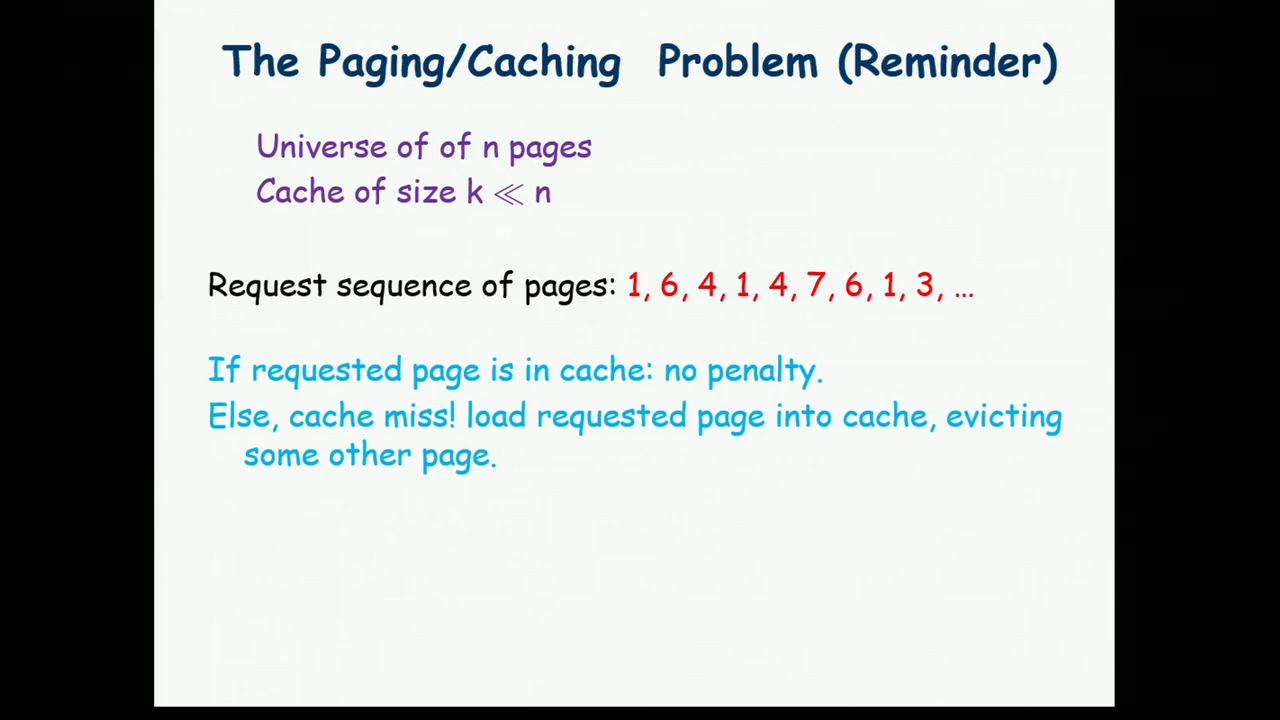 The Paging/Caching Problem (Reminder)
Universe of of n pages
Cache of size k ≪ n
Request sequence of pages: 1, 6, 4, 1, 4, 7, 6, 1, 3, ...
If requested page is in cache: no penalty.
Else, cache miss! load requested page into cache, evicting
some other page.